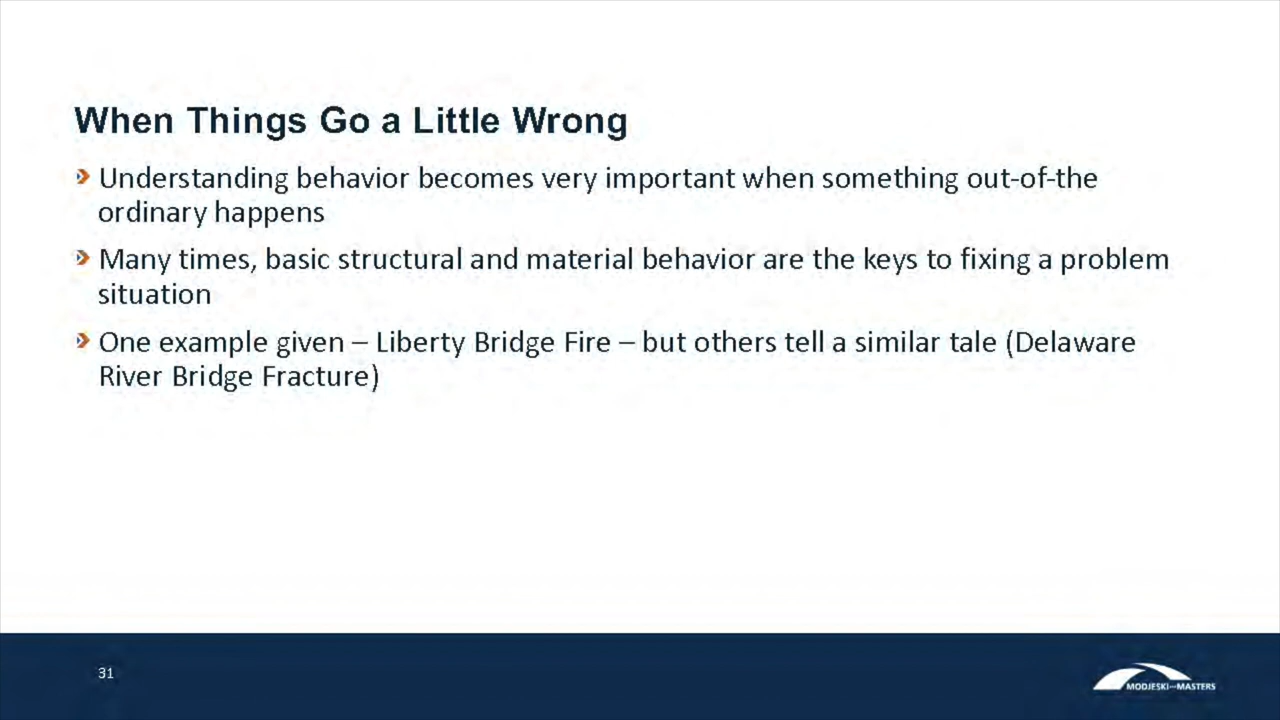 When Things Go a Little Wrong
Understanding behavior becomes very important when something out-of-the
ordinary happens
Many times, basic structural and material behavior are the keys to fixing a problem
situation
One example given – Liberty Bridge Fire – but others tell a similar tale (Delaware
River Bridge Fracture)
31
MODJESKI and MASTERS